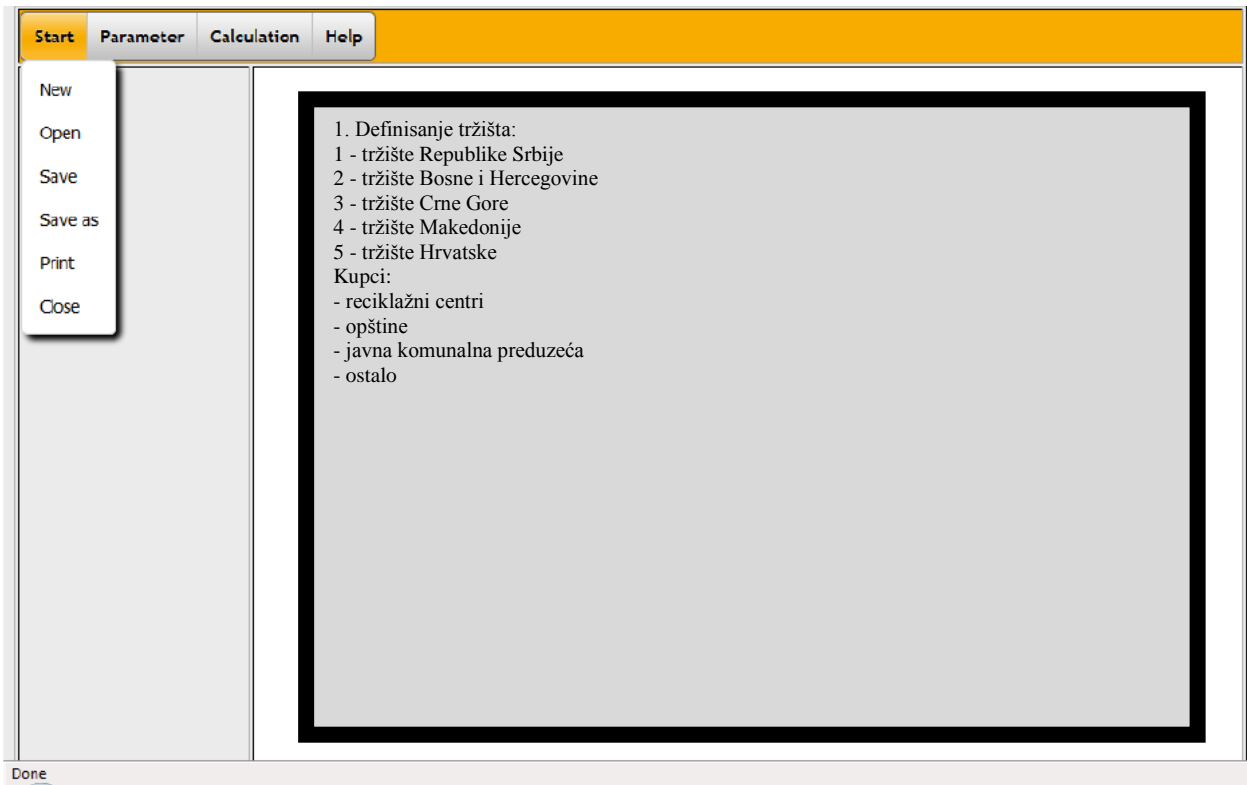 Start Parameter Calculation Help
New
Open
Save
Save as
Print
Close
1. Definisanje tržišta:
1 - tržište Republike Srbije
2 - tržište Bosne i Hercegovine
3 - tržište Crne Gore
4 - tržište Makedonije
5 - tržište Hrvatske
Kupci:
- reciklažni centri
- opštine
- javna komunalna preduzeća
- ostalo
Done